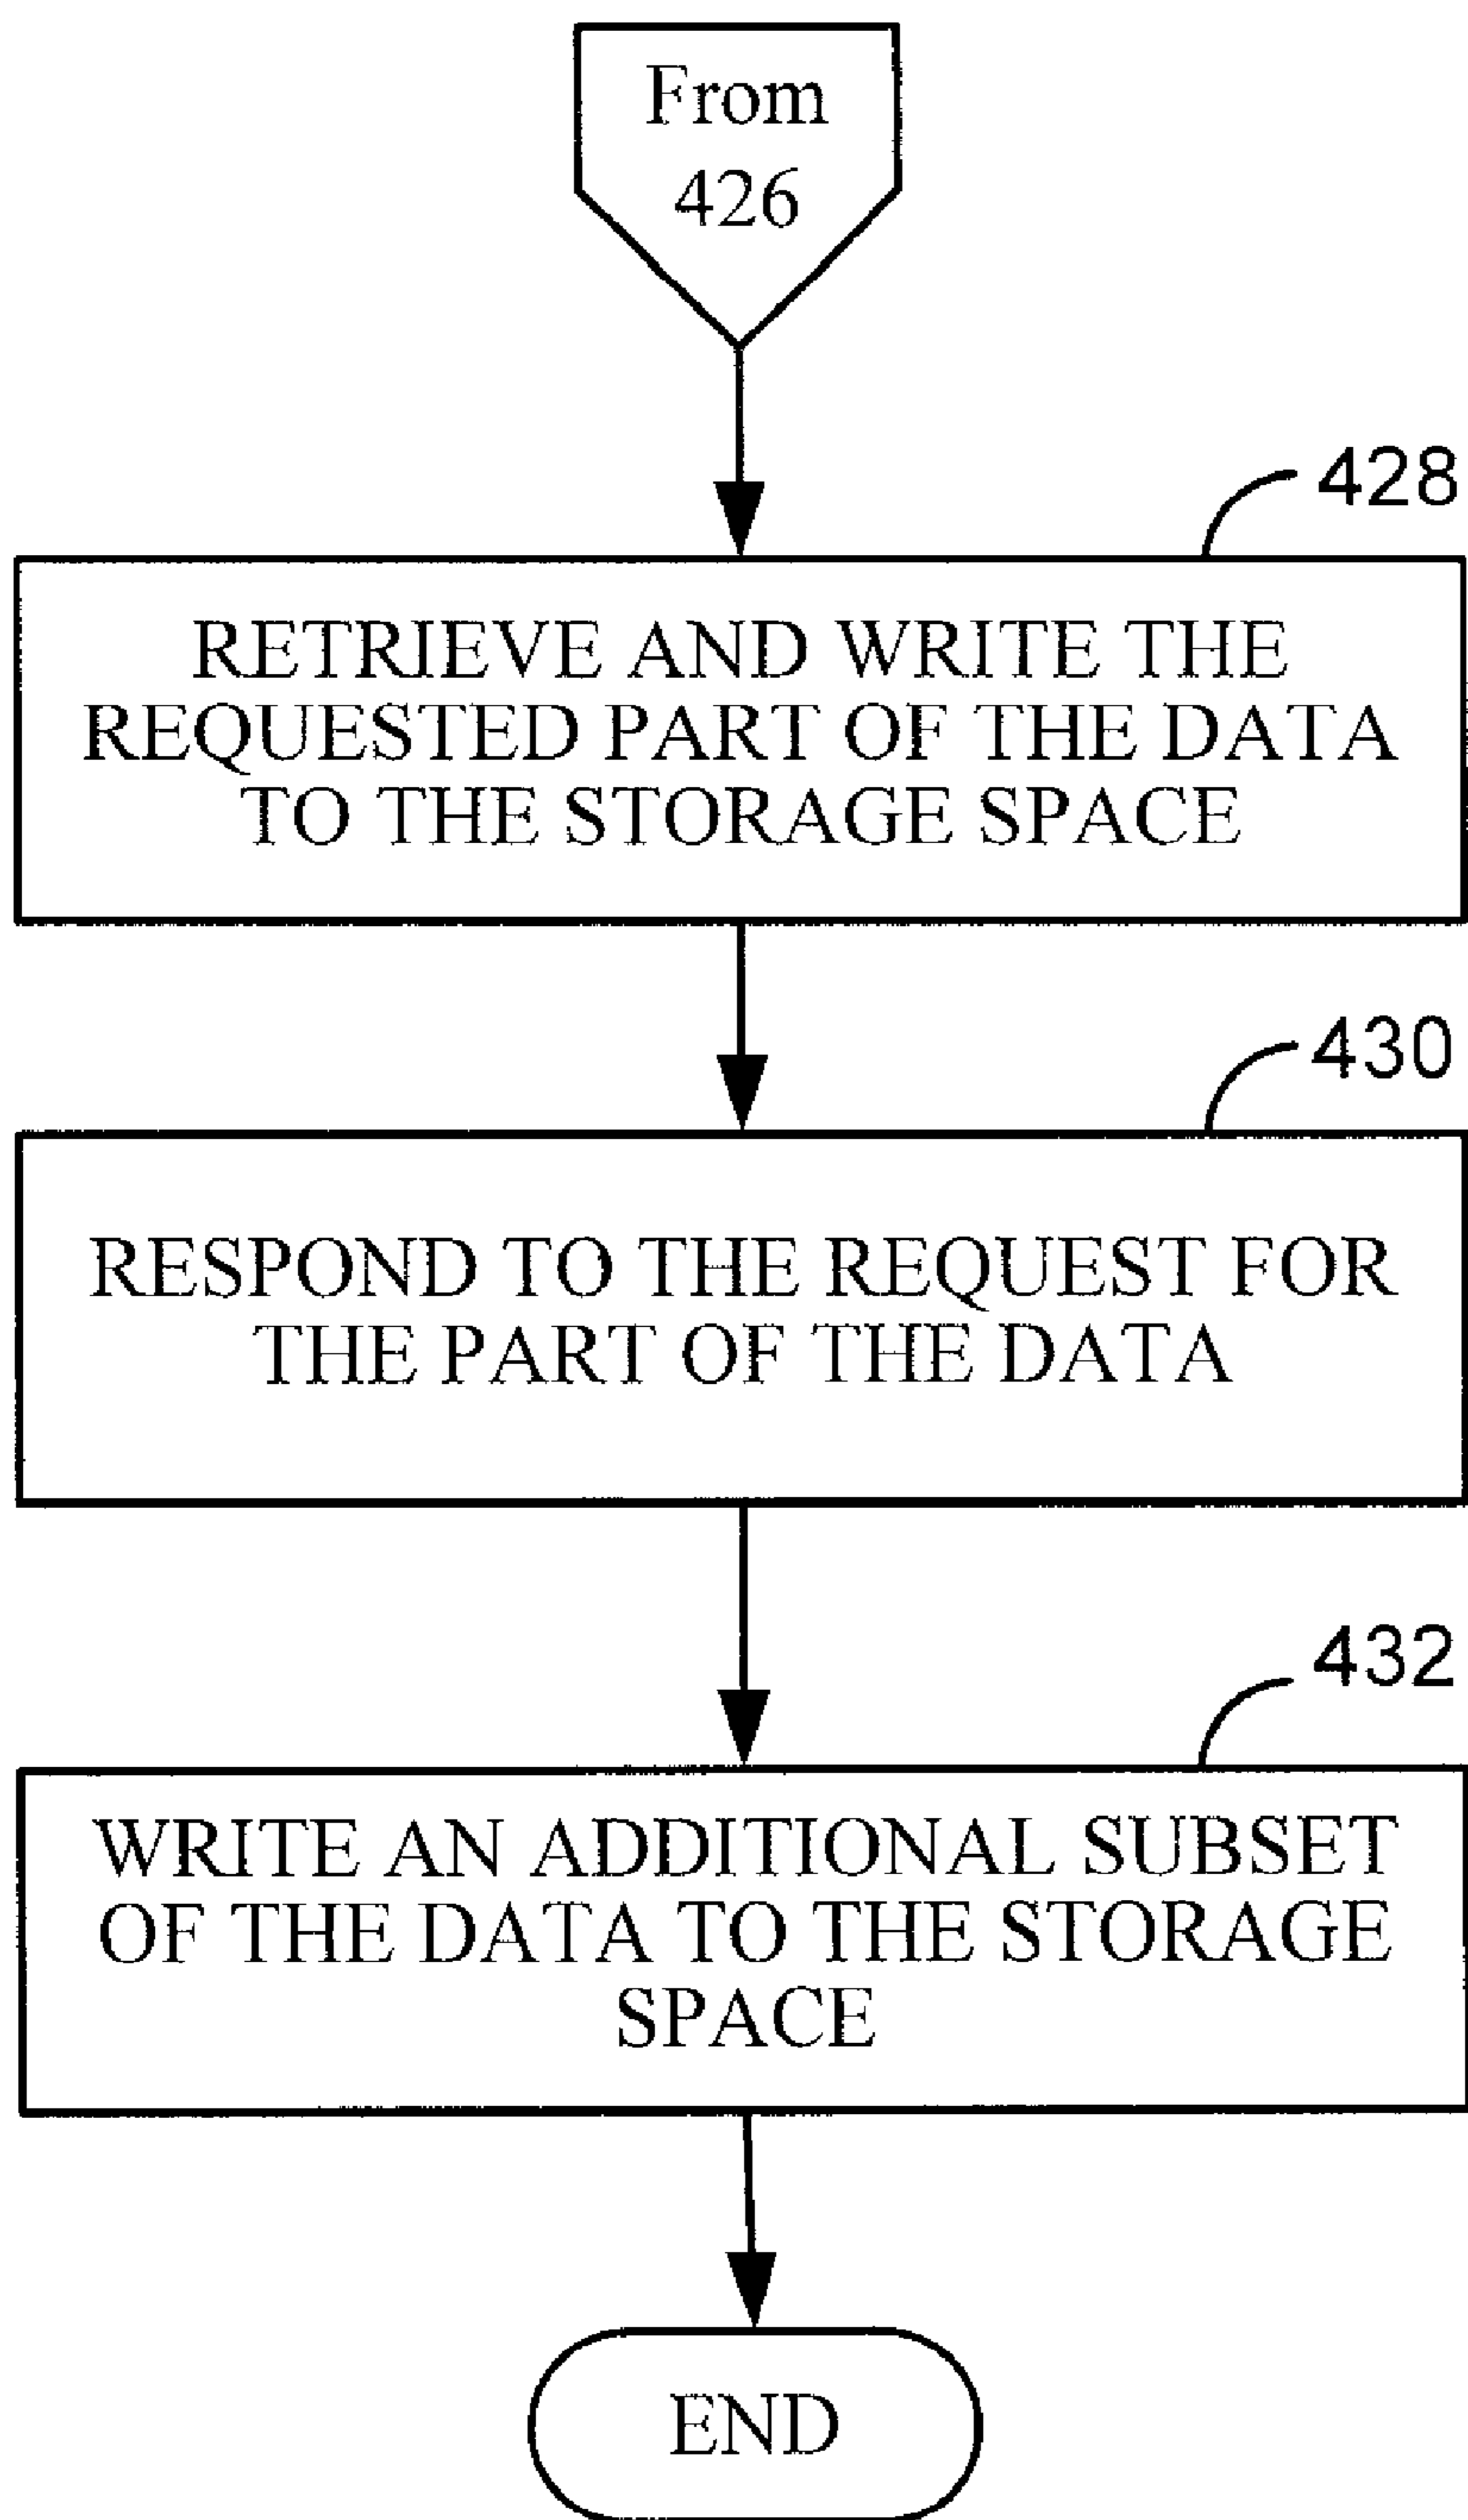 From
426
428
RETRIEVE AND WRITE THE
REQUESTED PART OF THE DATA
TO THE STORAGE SPACE
430
RESPOND TO THE REQUEST FOR
THE PART OF THE DATA
432
WRITE AN ADDITIONAL SUBSET
OF THE DATA TO THE STORAGE
SPACE
END